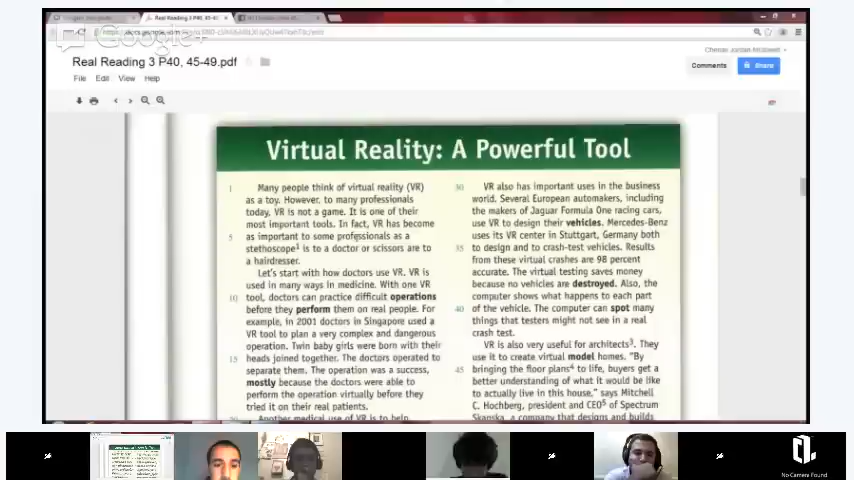 Real Reading 3 P40, 45-49.pdf
Comments
Share
File Edit View Help
Virtual Reality: A Powerful Tool
1 Many people think of virtual reality (VR)
as a toy. However, to many professionals
today, VR is not a game. It is one of their
most important tools. In fact, VR has become
5 as important to some professionals as a
stethoscope1 is to a doctor or scissors are to
a hairdresser.
Let's start with how doctors use VR. VR is
used in many ways in medicine. With one VR
10 tool, doctors can practice difficult operations
before they perform them on real people. For
example, in 2001 doctors in Singapore used a
VR tool to plan a very complex and dangerous
operation. Twin baby girls were born with their
15 heads joined together. The doctors operated to
separate them. The operation was a success,
mostly because the doctors were able to
perform the operation virtually before they
tried it on their real patients.
Another medical use of VR is to help
30 VR also has important uses in the business
world. Several European automakers, including
the makers of Jaguar Formula One racing cars,
use VR to design their vehicles. Mercedes-Benz
uses its VR center in Stuttgart, Germany both
35 to design and to crash-test vehicles. Results
from these virtual crashes are 98 percent
accurate. The virtual testing saves money
because no vehicles are destroyed. Also, the
computer shows what happens to each part
40 of the vehicle. The computer can spot many
things that testers might not see in a real
crash test.
VR is also very useful for architects3. They
use it to create virtual model homes. "By
45 bringing the floor plans4 to life, buyers get a
better understanding of what it would be like
to actually live in this house," says Mitchell
C. Hochberg, president and CEO5 of Spectrum
Skanska, a company that designs and builds
No Camera Found